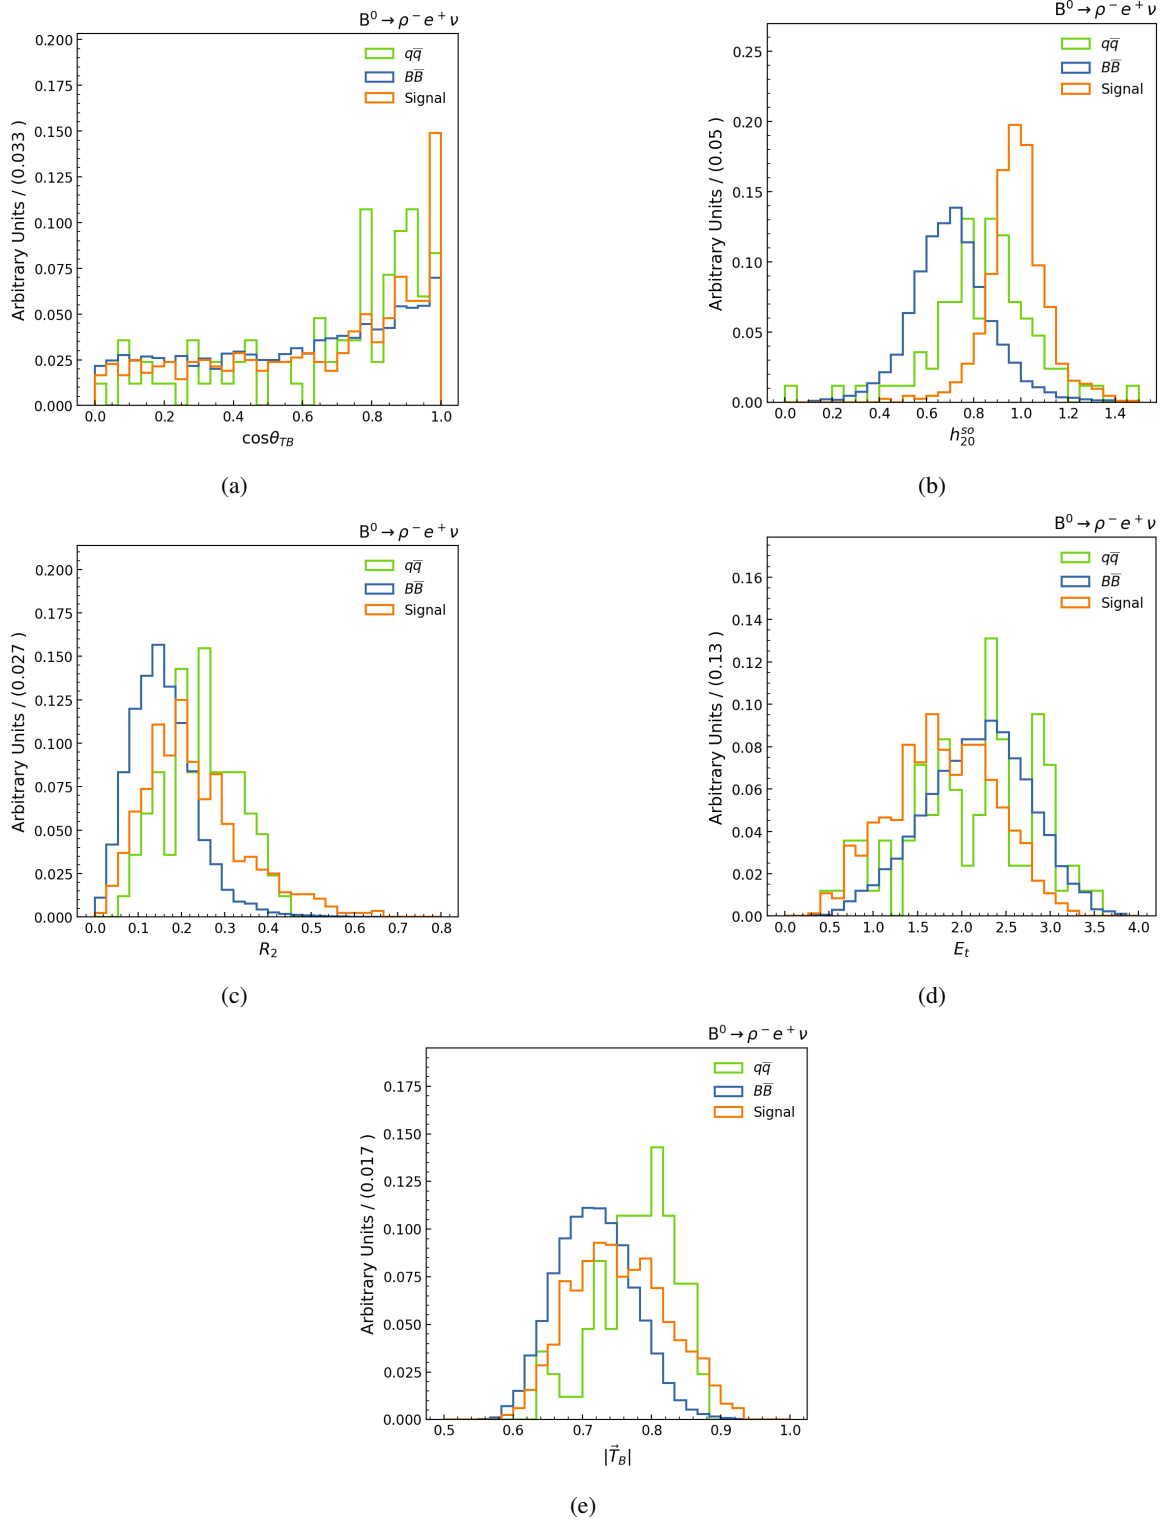 B⁰ → ρ⁻ e⁺ ν
Arbitrary Units / (0.033 )
0.200
0.175
0.150
0.125
0.100
0.075
0.050
0.025
0.000
qq̅
BB̅
Signal
0.0 0.2 0.4 0.6 0.8 1.0
cosθ_TB
(a)
B⁰ → ρ⁻ e⁺ ν
Arbitrary Units / (0.05 )
0.25
0.20
0.15
0.10
0.05
0.00
qq̅
BB̅
Signal
0.0 0.2 0.4 0.6 0.8 1.0 1.2 1.4
h_20^so
(b)
B⁰ → ρ⁻ e⁺ ν
Arbitrary Units / (0.027 )
0.200
0.175
0.150
0.125
0.100
0.075
0.050
0.025
0.000
qq̅
BB̅
Signal
0.0 0.1 0.2 0.3 0.4 0.5 0.6 0.7 0.8
R₂
(c)
B⁰ → ρ⁻ e⁺ ν
Arbitrary Units / (0.13 )
0.16
0.14
0.12
0.10
0.08
0.06
0.04
0.02
0.00
qq̅
BB̅
Signal
0.0 0.5 1.0 1.5 2.0 2.5 3.0 3.5 4.0
E_t
(d)
B⁰ → ρ⁻ e⁺ ν
Arbitrary Units / (0.017 )
0.175
0.150
0.125
0.100
0.075
0.050
0.025
0.000
qq̅
BB̅
Signal
0.5 0.6 0.7 0.8 0.9 1.0
|T⃗_B|
(e)